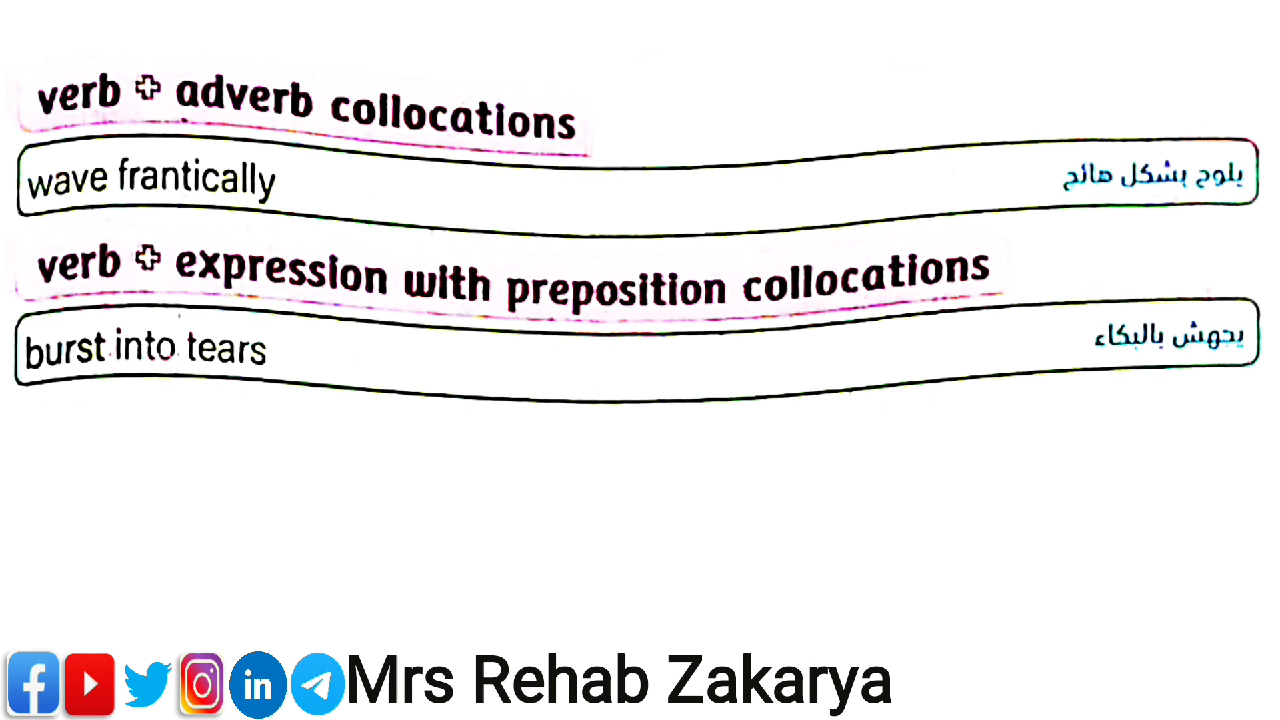 verb + adverb collocations
wave frantically يلوح بشكل هائج
verb + expression with preposition collocations
burst into tears يجهش بالبكاء
Mrs Rehab Zakarya